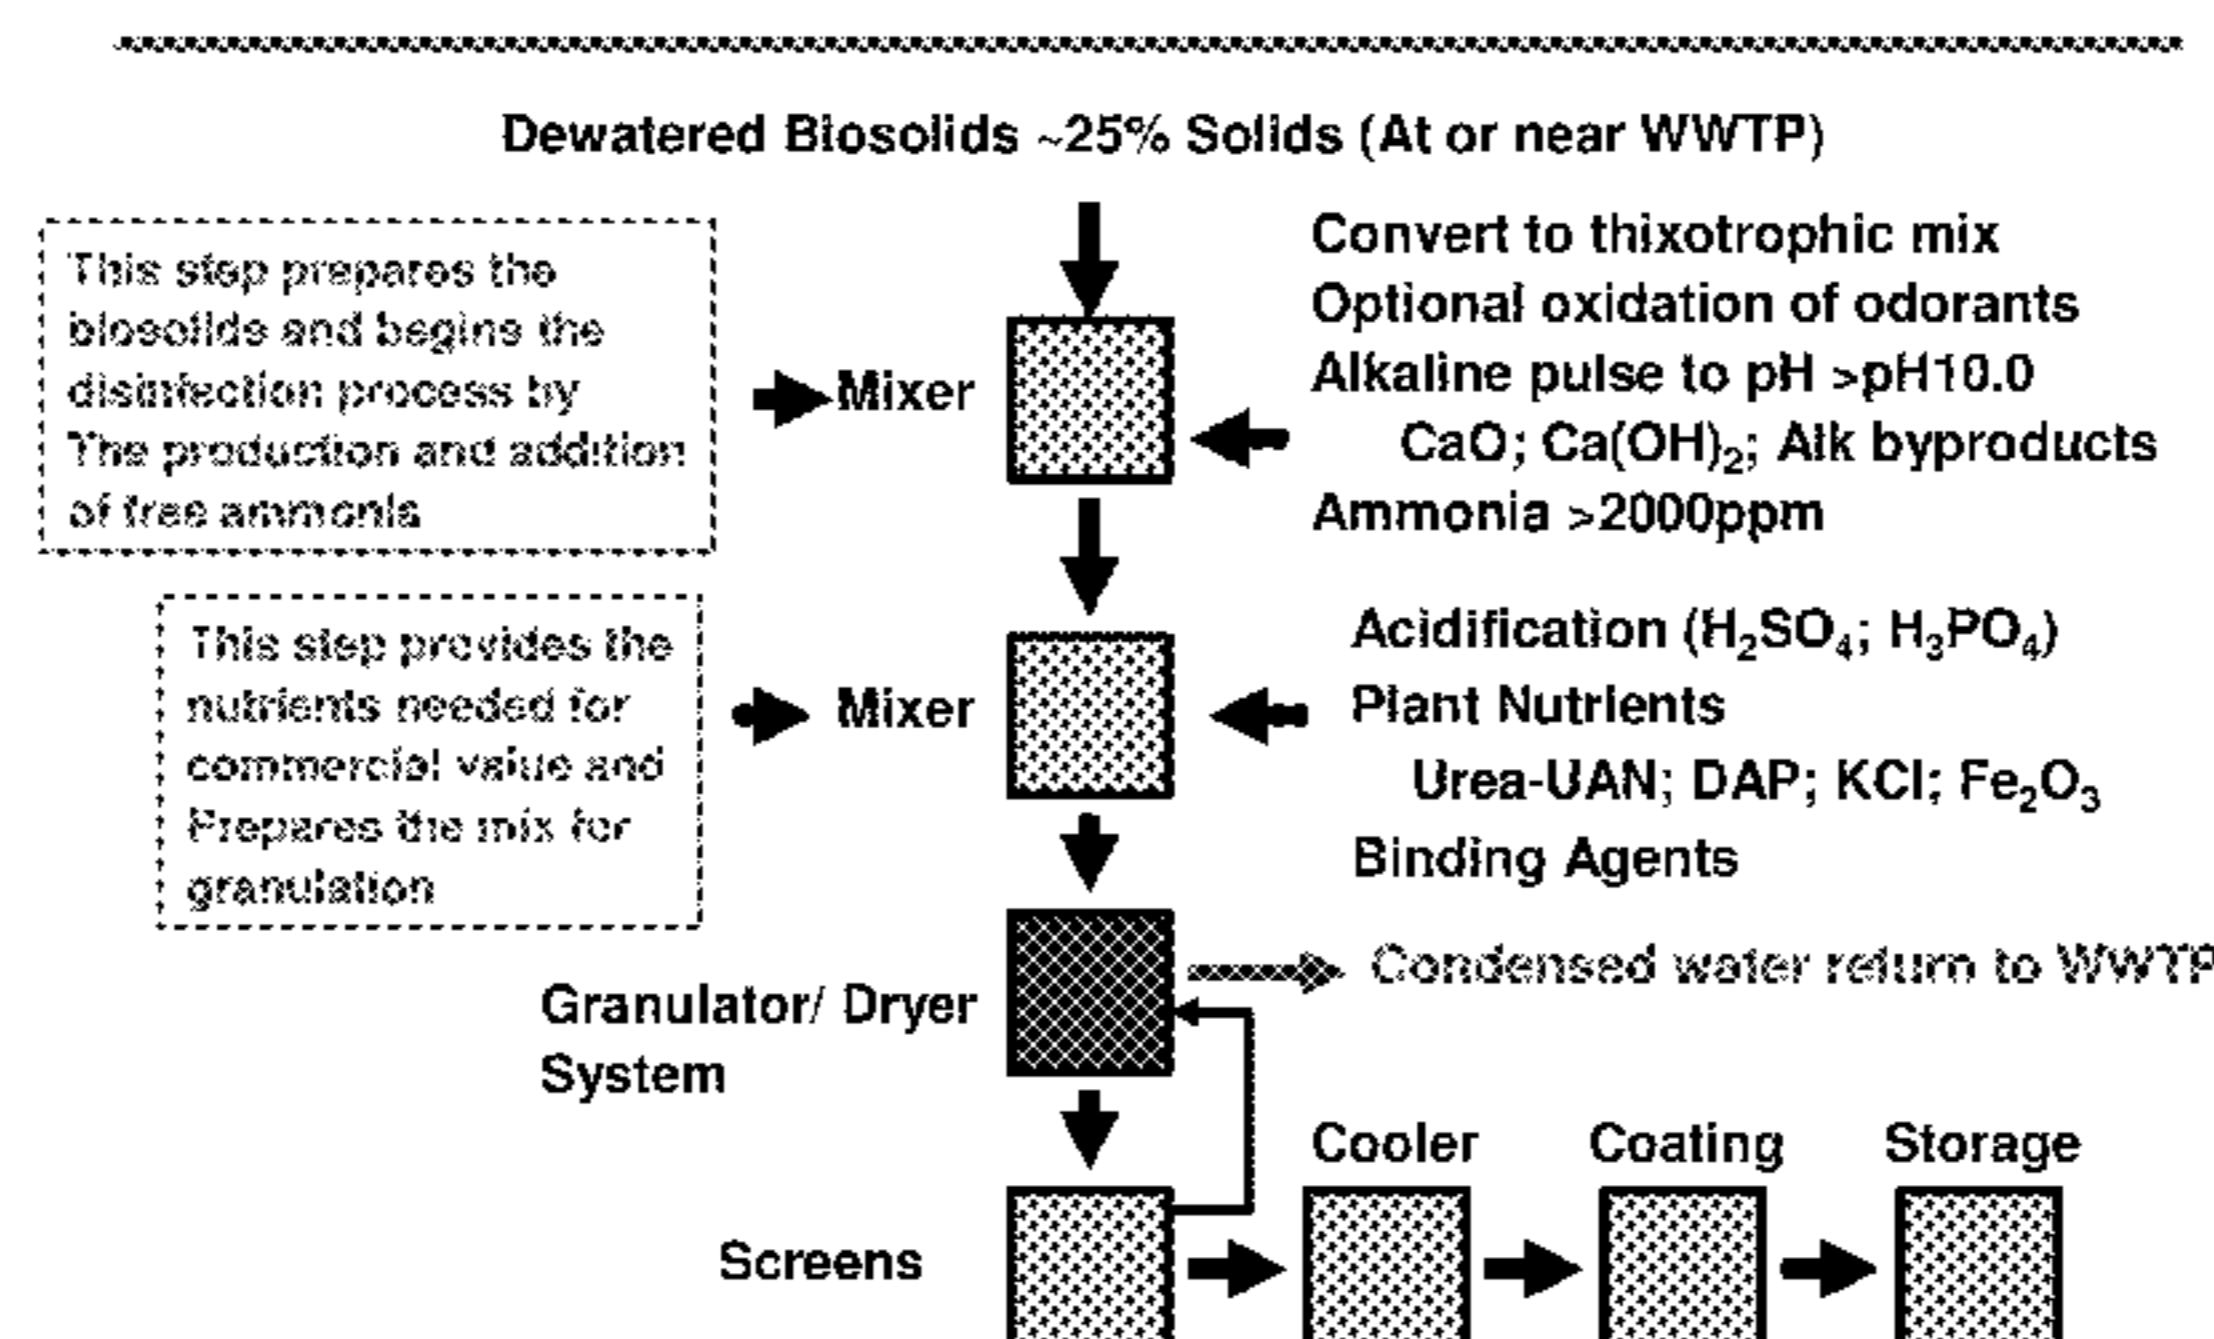 Dewatered Biosolids ~25% Solids (At or near WWTP)
This step prepares the
biosolids and begins the
disinfection process by
The production and addition
of free ammonia
Mixer
Convert to thixotrophic mix
Optional oxidation of odorants
Alkaline pulse to pH >pH10.0
CaO; Ca(OH)₂; Alk byproducts
Ammonia >2000ppm
This step provides the
nutrients needed for
commercial value and
Prepares the mix for
granulation
Mixer
Acidification (H₂SO₄; H₃PO₄)
Plant Nutrients
Urea-UAN; DAP; KCl; Fe₂O₃
Binding Agents
Granulator/ Dryer
System
Condensed water return to WWTP
Screens
Cooler
Coating
Storage